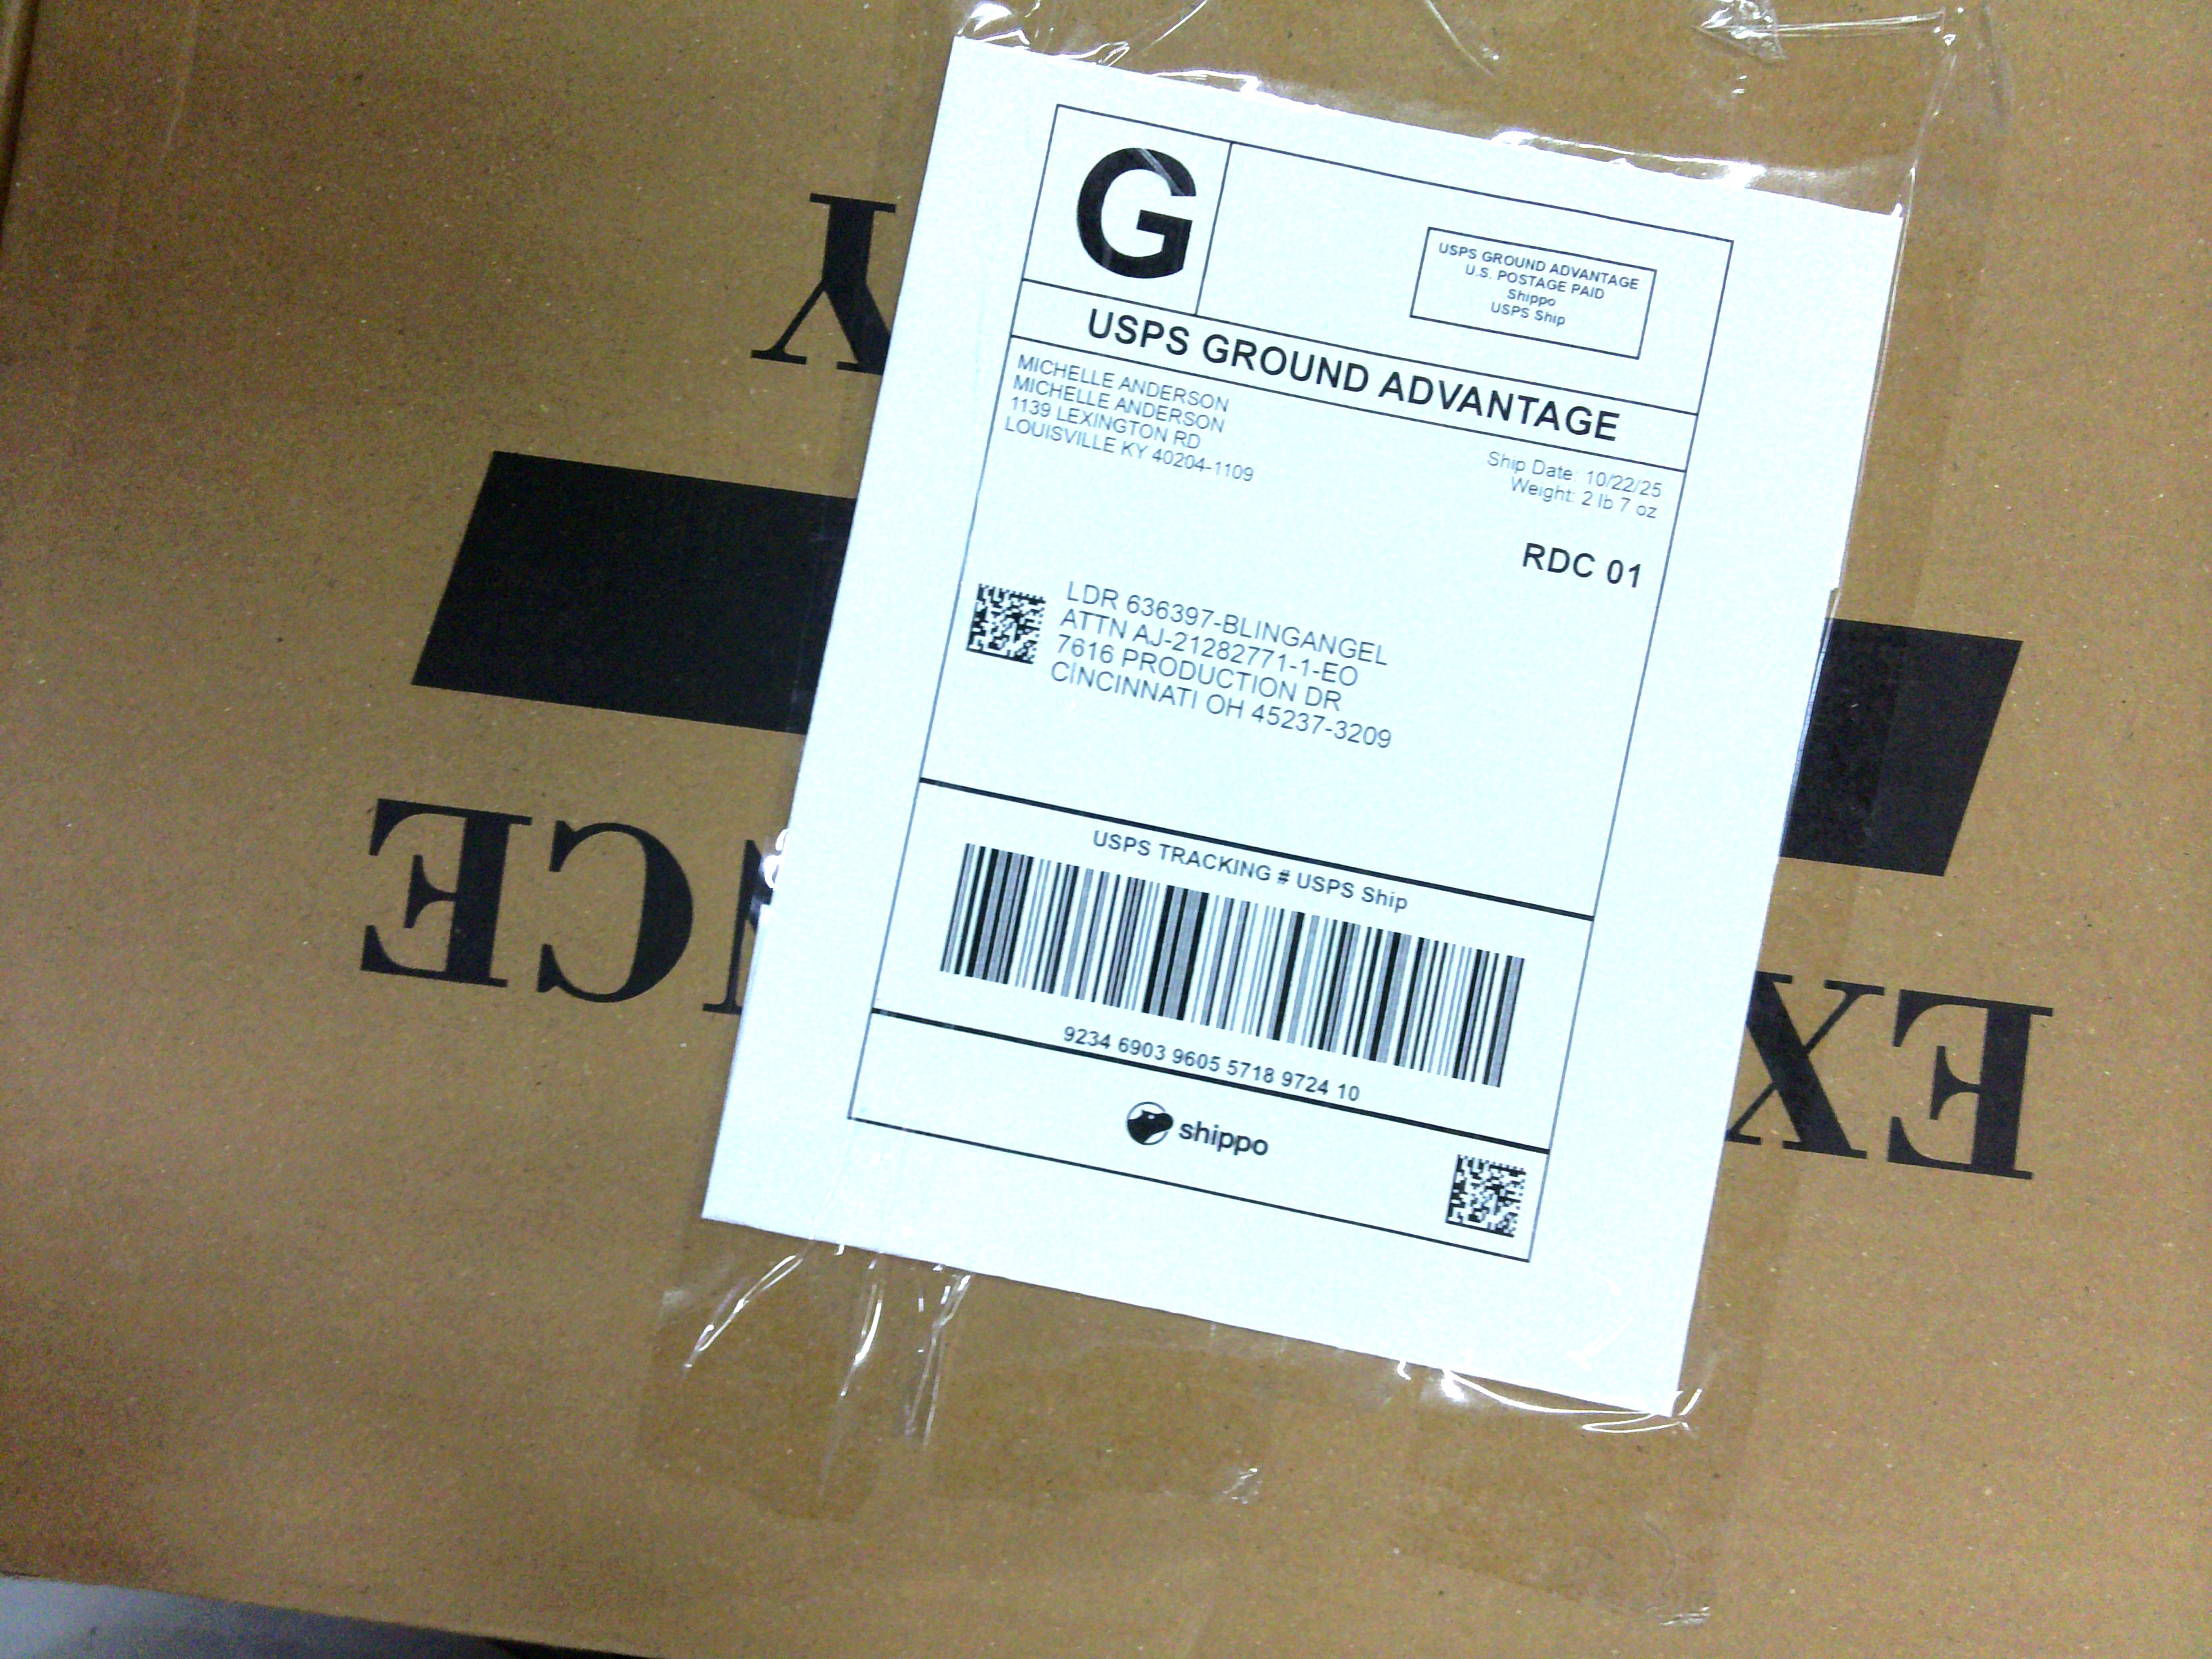 G
USPS GROUND ADVANTAGE
U.S. POSTAGE PAID
Shippo
USPS Ship
USPS GROUND ADVANTAGE
MICHELLE ANDERSON
MICHELLE ANDERSON
1139 LEXINGTON RD
LOUISVILLE KY 40204-1109
Ship Date: 10/22/25
Weight: 2 lb 7 oz
RDC 01
LDR 636397-BLINGANGEL
ATTN AJ-21282771-1-EO
7616 PRODUCTION DR
CINCINNATI OH 45237-3209
USPS TRACKING # USPS Ship
9234 6903 9605 5718 9724 10
shippo